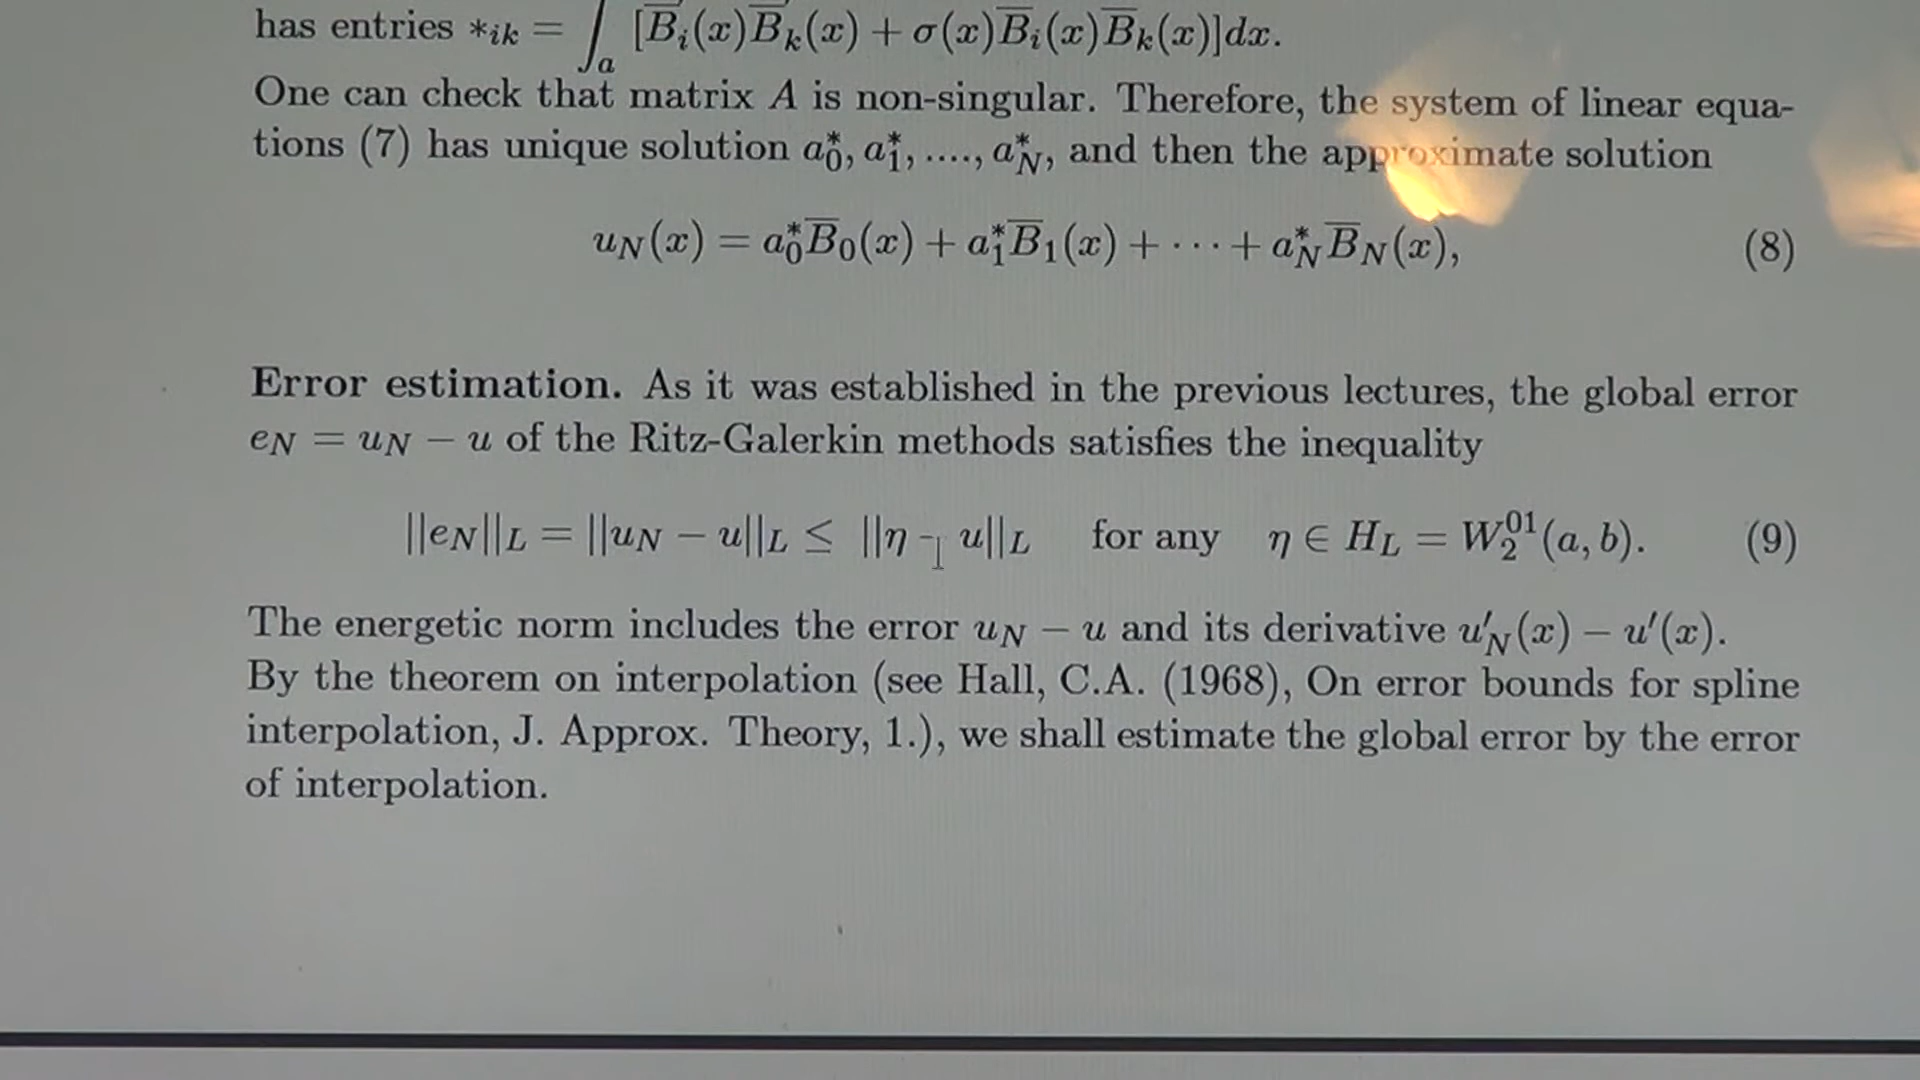 has entries *ik = ∫a [B̅i(x)B̅k(x) + σ(x)B̅i(x)B̅k(x)]dx.
One can check that matrix A is non-singular. Therefore, the system of linear equa-
tions (7) has unique solution a₀*, a₁*, ...., a*N, and then the approximate solution
uN(x) = a₀*B̅₀(x) + a₁*B̅₁(x) + · · · + a*N B̅N(x), (8)
Error estimation. As it was established in the previous lectures, the global error
eN = uN − u of the Ritz-Galerkin methods satisfies the inequality
||eN||L = ||uN − u||L ≤ ||η − u||L for any η ∈ HL = W₂⁰¹(a, b). (9)
The energetic norm includes the error uN − u and its derivative u′N(x) − u′(x).
By the theorem on interpolation (see Hall, C.A. (1968), On error bounds for spline
interpolation, J. Approx. Theory, 1.), we shall estimate the global error by the error
of interpolation.